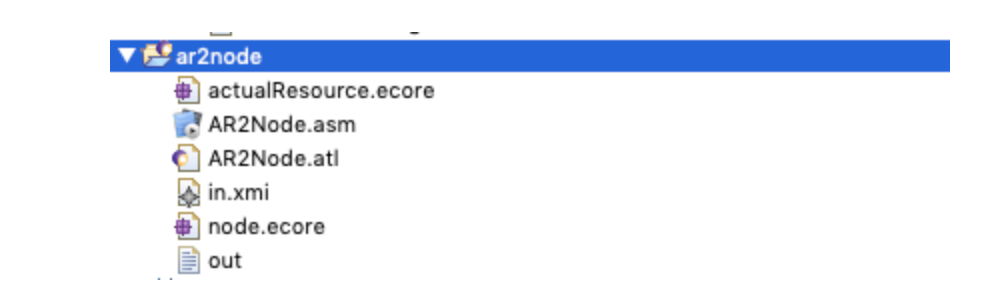 ar2node
actualResource.ecore
AR2Node.asm
AR2Node.atl
in.xmi
node.ecore
out